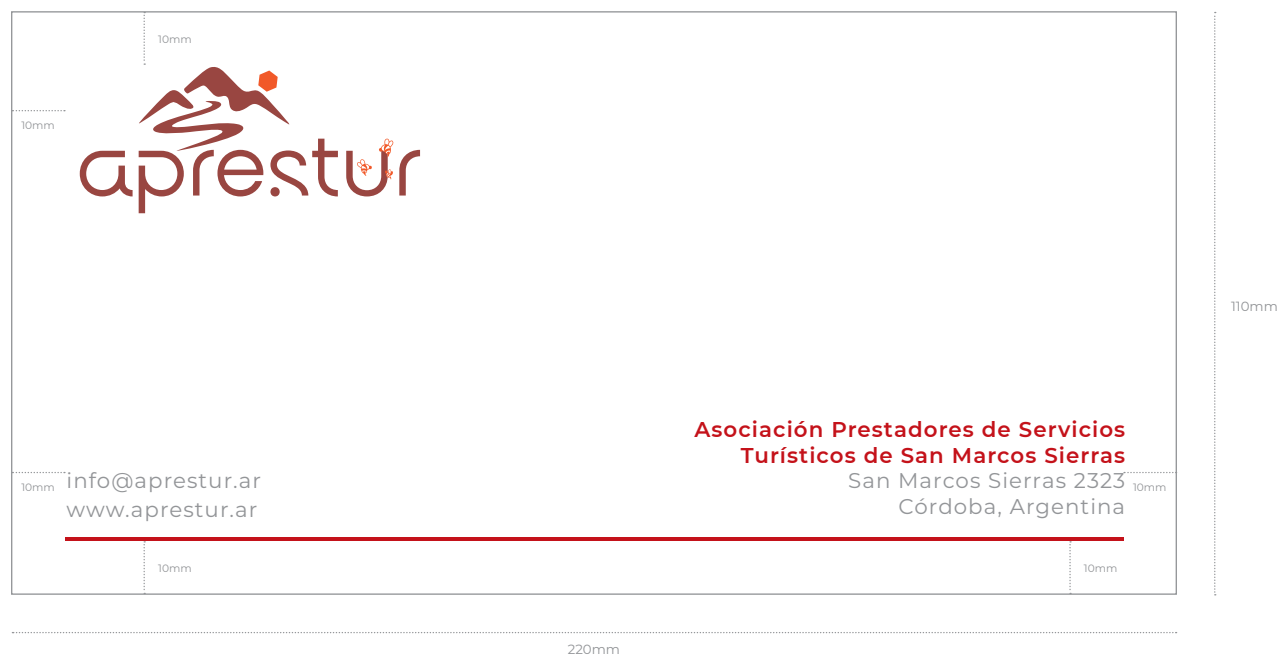 10mm
10mm
aprestur
110mm
Asociación Prestadores de Servicios
Turísticos de San Marcos Sierras
San Marcos Sierras 2323
Córdoba, Argentina
10mm
info@aprestur.ar
www.aprestur.ar
10mm
10mm
10mm
220mm